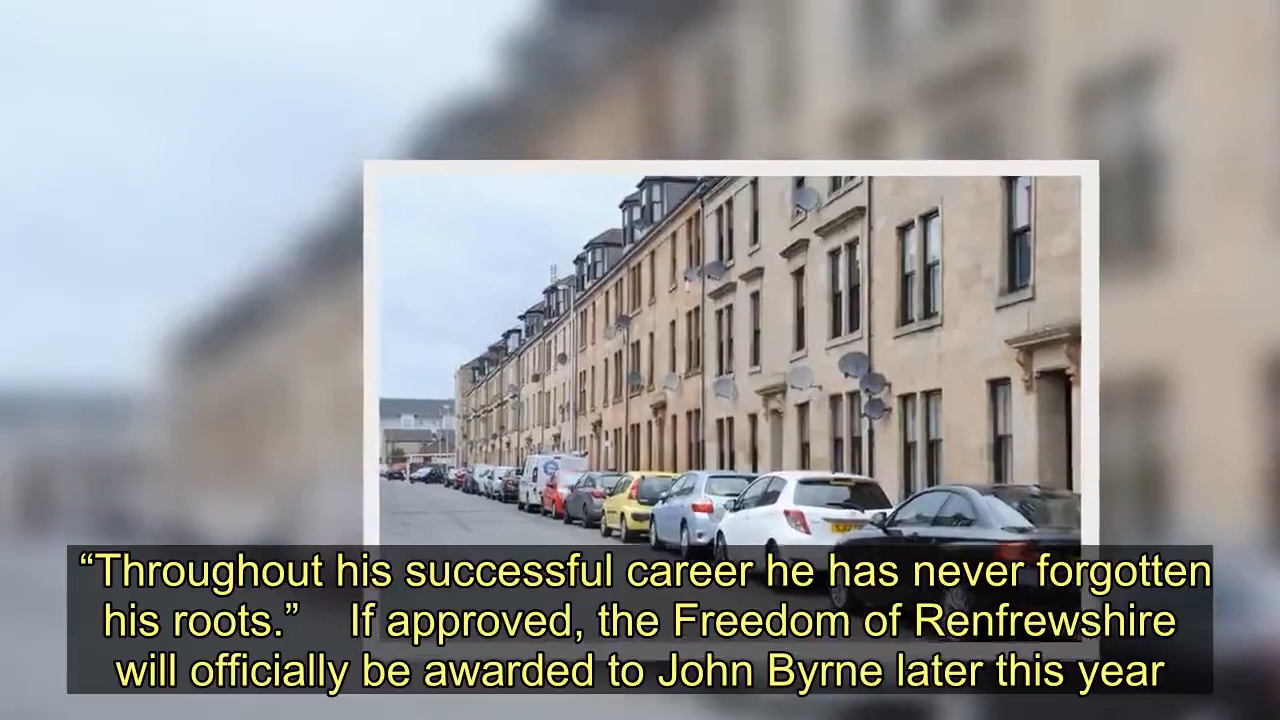 “Throughout his successful career he has never forgotten
his roots.” If approved, the Freedom of Renfrewshire
will officially be awarded to John Byrne later this year